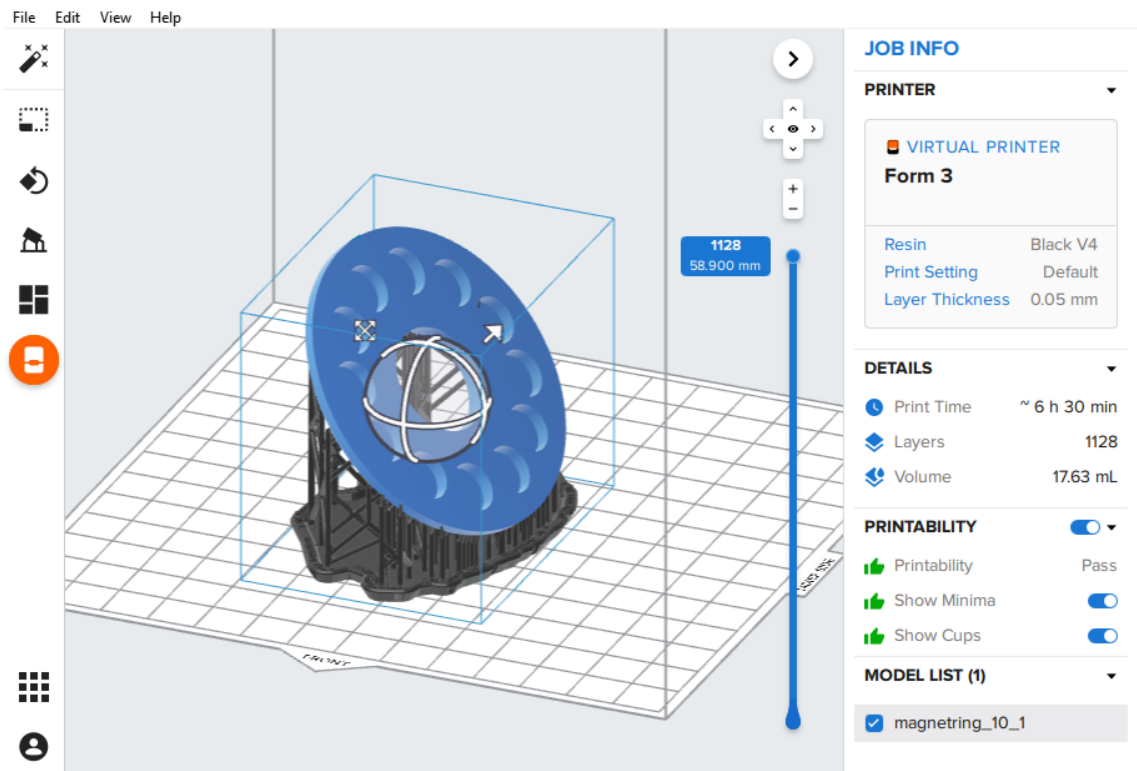 File Edit View Help
JOB INFO
PRINTER
VIRTUAL PRINTER
Form 3
Resin Black V4
Print Setting Default
Layer Thickness 0.05 mm
1128
58.900 mm
DETAILS
Print Time ~ 6 h 30 min
Layers 1128
Volume 17.63 mL
PRINTABILITY
Printability Pass
Show Minima
Show Cups
MODEL LIST (1)
magnetring_10_1
FRONT